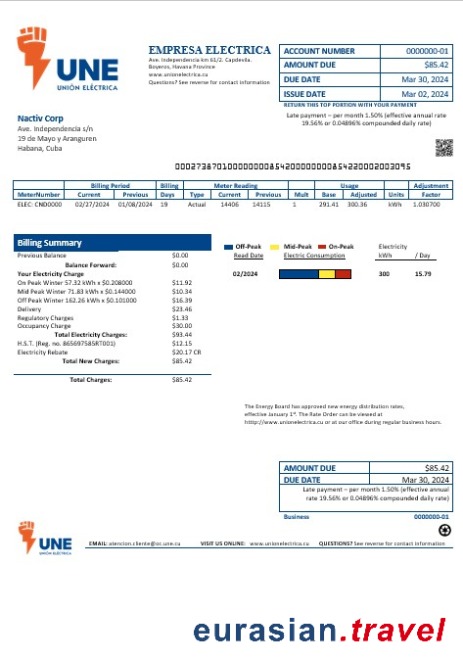 UNE
UNIÓN ELÉCTRICA
EMPRESA ELECTRICA
Ave. Independencia km 61/2. Capdevila.
Boyeros, Havana Province
www.unionelectrica.cu
Questions? See reverse for contact information
ACCOUNT NUMBER 0000000-01
AMOUNT DUE $85.42
DUE DATE Mar 30, 2024
ISSUE DATE Mar 02, 2024
RETURN THIS TOP PORTION WITH YOUR PAYMENT
Late payment – per month 1.50% (effective annual rate
19.56% or 0.04896% compounded daily rate)
Nactiv Corp
Ave. Independencia s/n
19 de Mayo y Aranguren
Habana, Cuba
Billing Period Billing Meter Reading Usage Adjustment
MeterNumber Current Previous Days Type Current Previous Mult Base Adjusted Units Factor
ELEC: CND0000 02/27/2024 01/08/2024 19 Actual 14406 14115 1 291.41 300.36 kWh 1.030700
Billing Summary
Previous Balance $0.00
Balance Forward: $0.00
Your Electricity Charge
On Peak Winter 57.32 kWh x $0.208000 $11.92
Mid Peak Winter 71.83 kWh x $0.144000 $10.34
Off Peak Winter 162.26 kWh x $0.101000 $16.39
Delivery $23.46
Regulatory Charges $1.33
Occupancy Charge $30.00
Total Electricity Charges: $93.44
H.S.T. (Reg. no. 865697585RT001) $12.15
Electricity Rebate $20.17 CR
Total New Charges: $85.42
Total Charges: $85.42
Off-Peak Mid-Peak On-Peak Electricity
Read Date Electric Consumption kWh / Day
02/2024 300 15.79
The Energy Board has approved new energy distribution rates,
effective January 1st. The Rate Order can be viewed at
http://www.unionelectrica.cu or at our office during regular business hours.
AMOUNT DUE $85.42
DUE DATE Mar 30, 2024
Late payment – per month 1.50% (effective annual
rate 19.56% or 0.04896% compounded daily rate)
Business 0000000-01
UNE
UNIÓN ELÉCTRICA
EMAIL: atencion.cliente@oc.une.cu VISIT US ONLINE: www.unionelectrica.cu QUESTIONS? See reverse for contact information
eurasian.travel